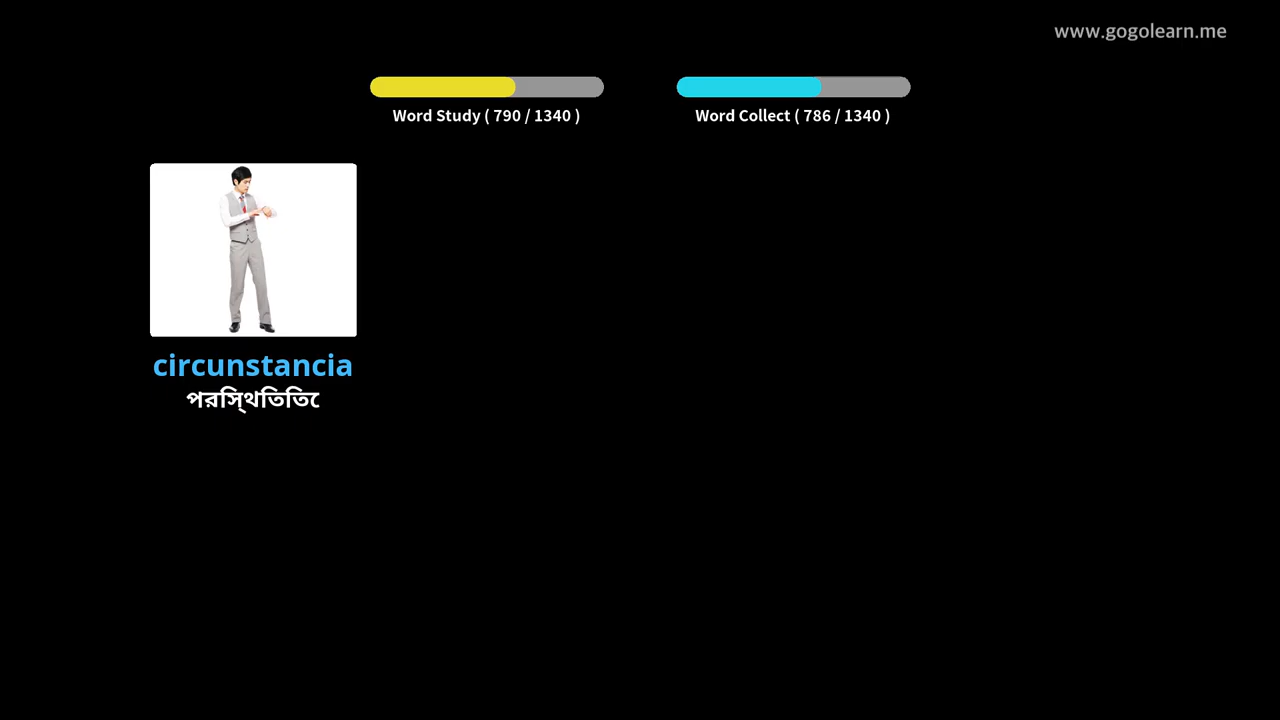 www.gogolearn.me
Word Study ( 790 / 1340 )
Word Collect ( 786 / 1340 )
circunstancia
পরিস্থিতিতে